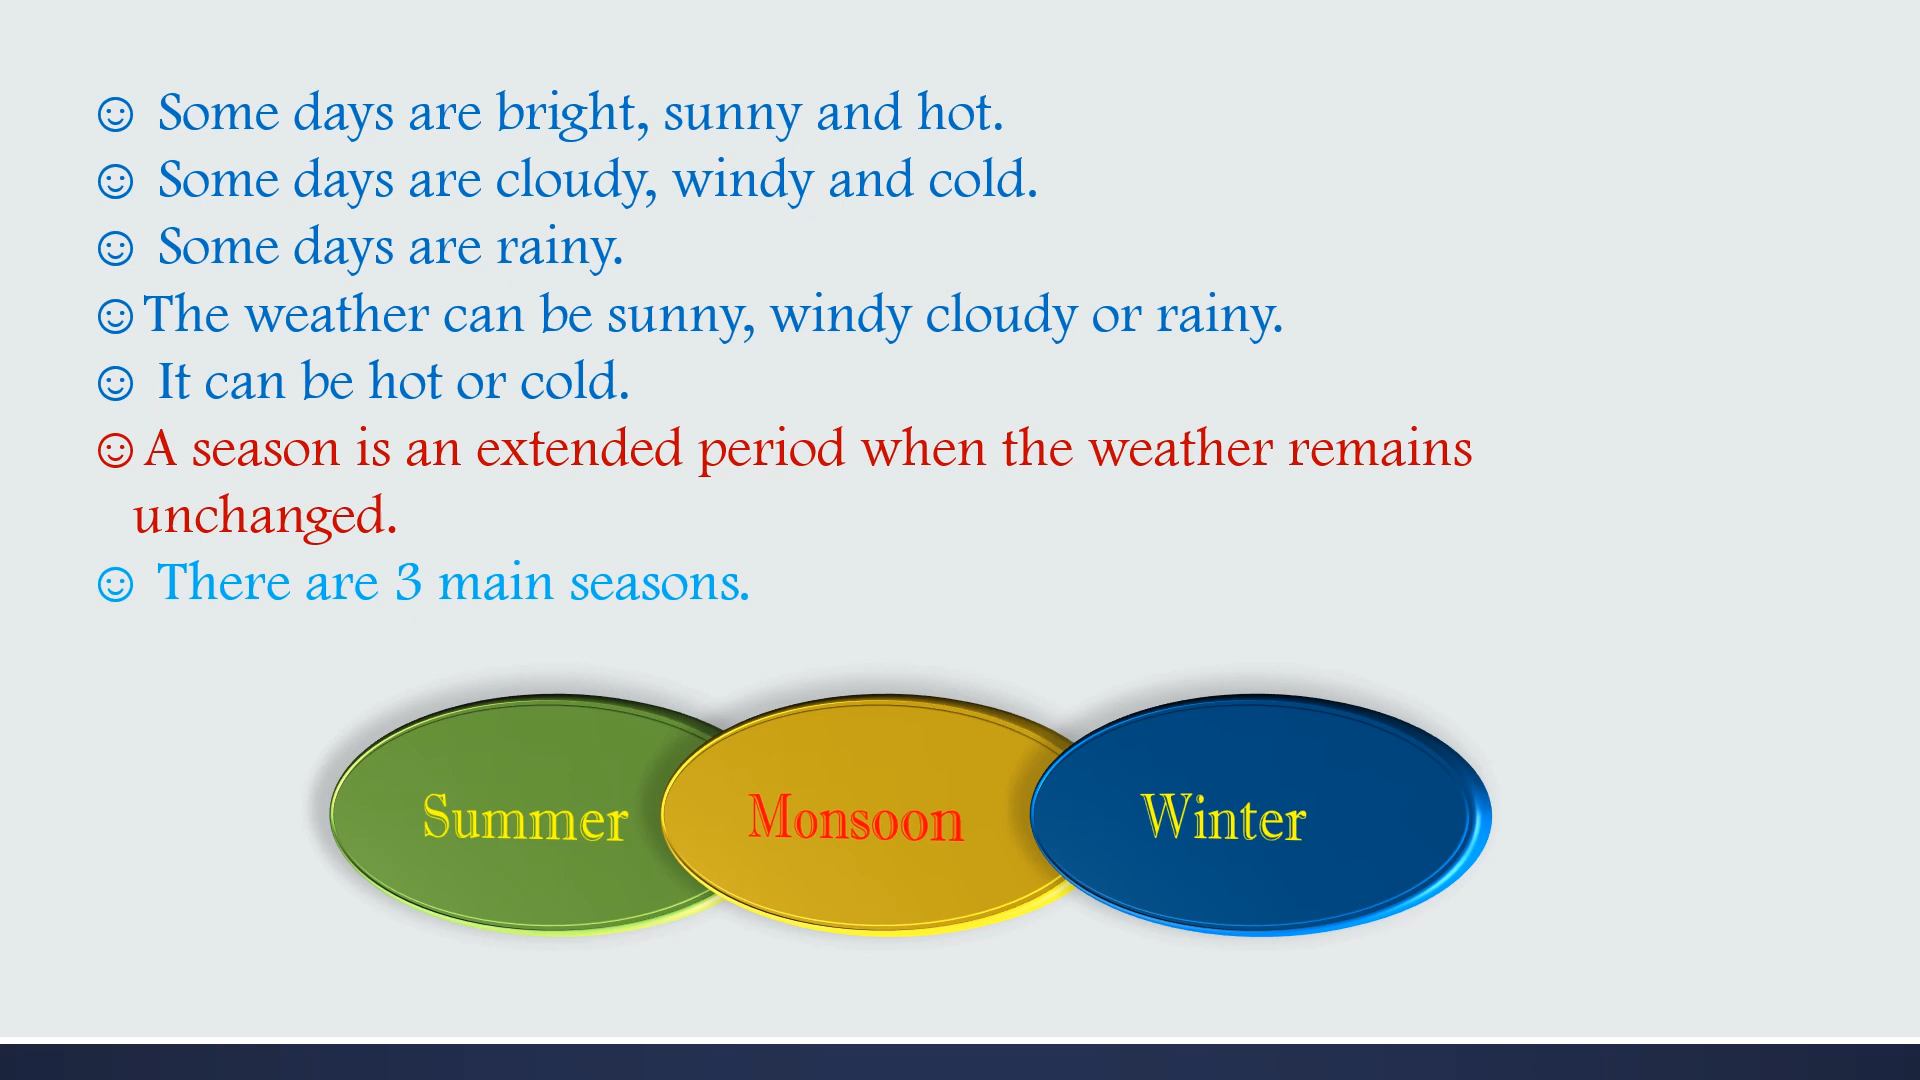 ☺ Some days are bright, sunny and hot.
☺ Some days are cloudy, windy and cold.
☺ Some days are rainy.
☺The weather can be sunny, windy cloudy or rainy.
☺ It can be hot or cold.
☺A season is an extended period when the weather remains
unchanged.
☺ There are 3 main seasons.
Summer
Monsoon
Winter